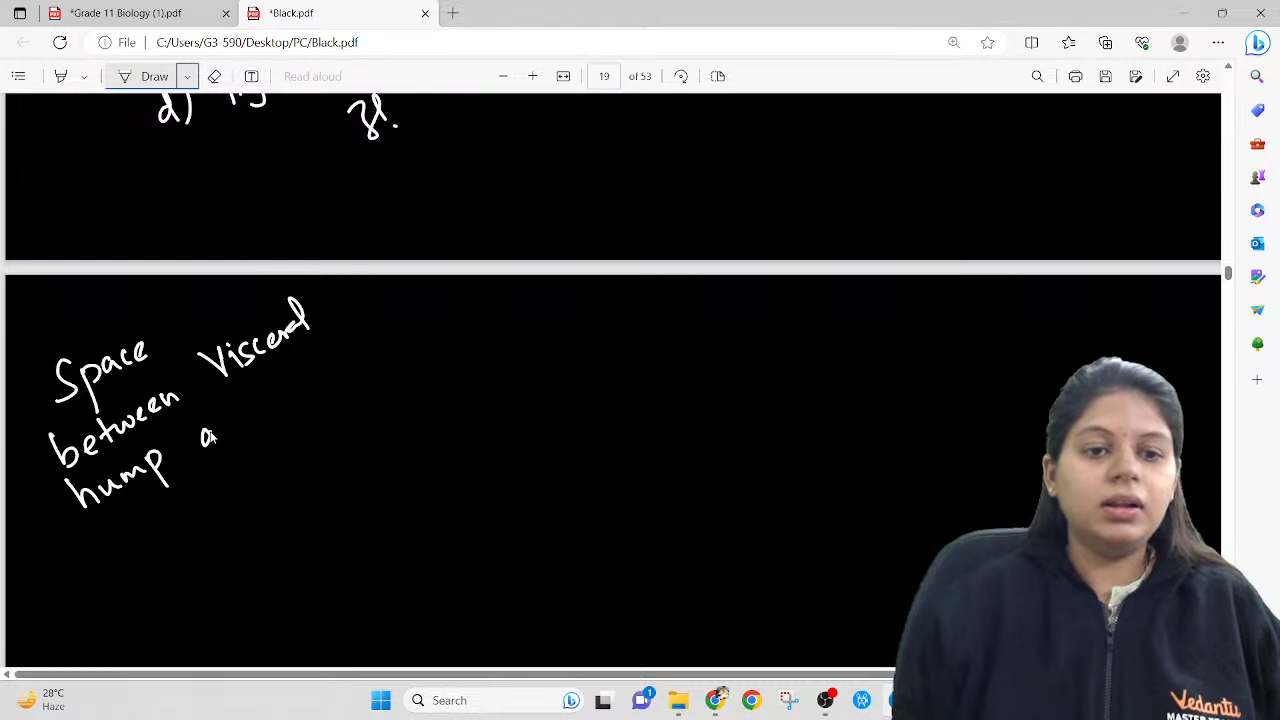 *Grade 11 Biology (1).pdf
*Black.pdf
File C:/Users/G3-590/Desktop/PC/Black.pdf
Draw
Read aloud
19 of 53
d)
Space Visceral
between
hump a
28°C
Haze
Search
1
Vedantu